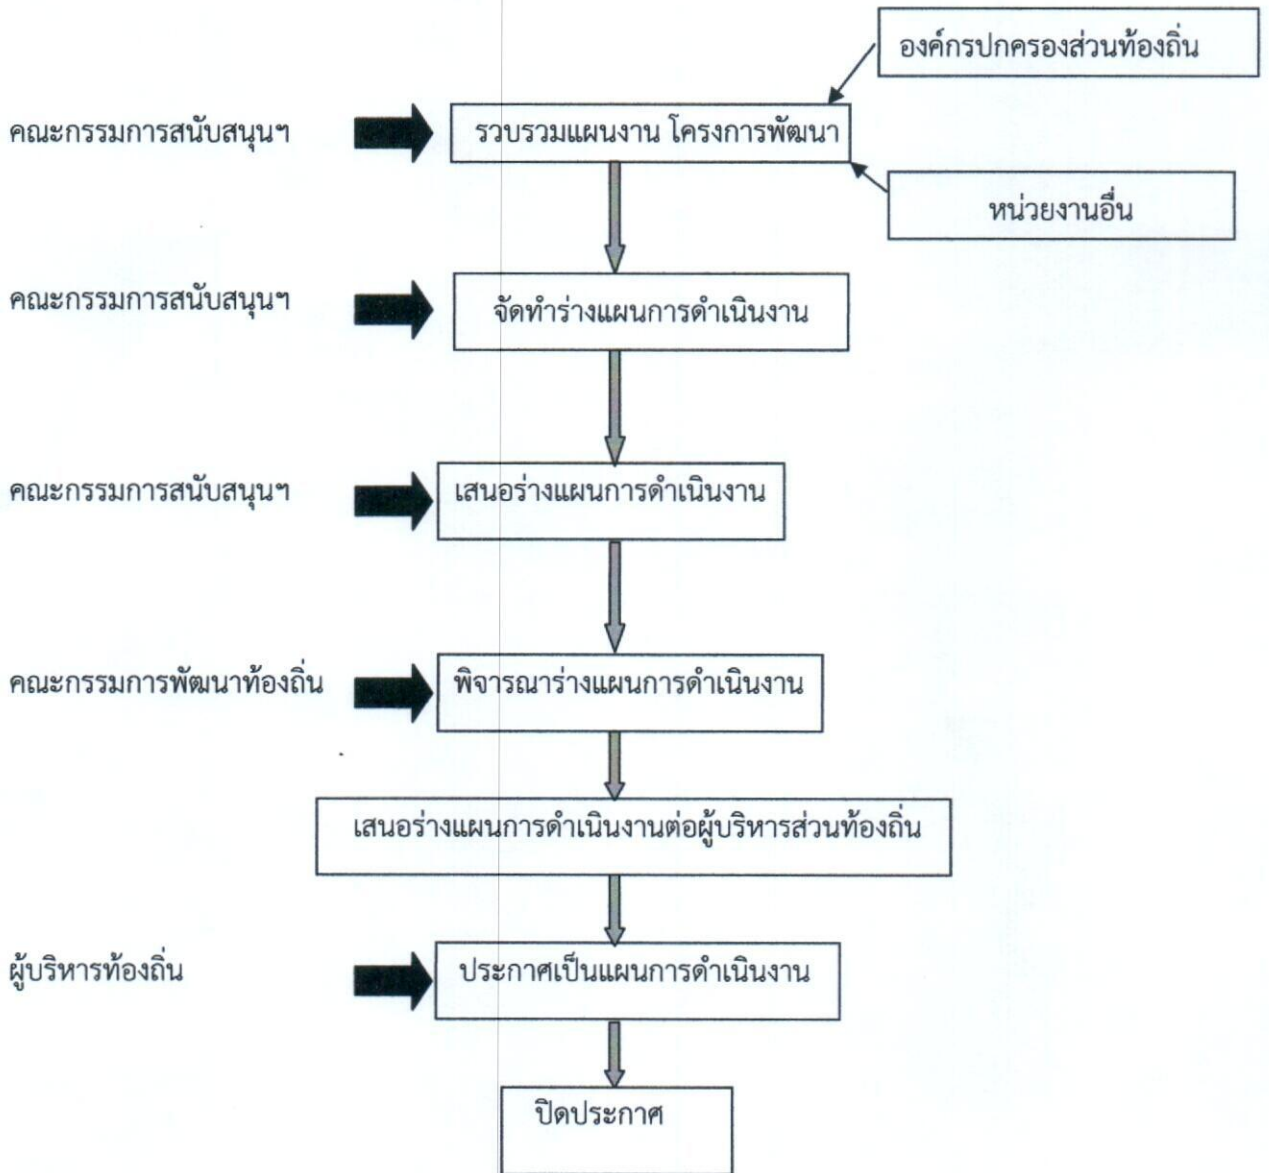 องค์กรปกครองส่วนท้องถิ่น
คณะกรรมการสนับสนุนฯ
รวบรวมแผนงาน โครงการพัฒนา
หน่วยงานอื่น
คณะกรรมการสนับสนุนฯ
จัดทำร่างแผนการดำเนินงาน
คณะกรรมการสนับสนุนฯ
เสนอร่างแผนการดำเนินงาน
คณะกรรมการพัฒนาท้องถิ่น
พิจารณาร่างแผนการดำเนินงาน
เสนอร่างแผนการดำเนินงานต่อผู้บริหารส่วนท้องถิ่น
ผู้บริหารท้องถิ่น
ประกาศเป็นแผนการดำเนินงาน
ปิดประกาศ